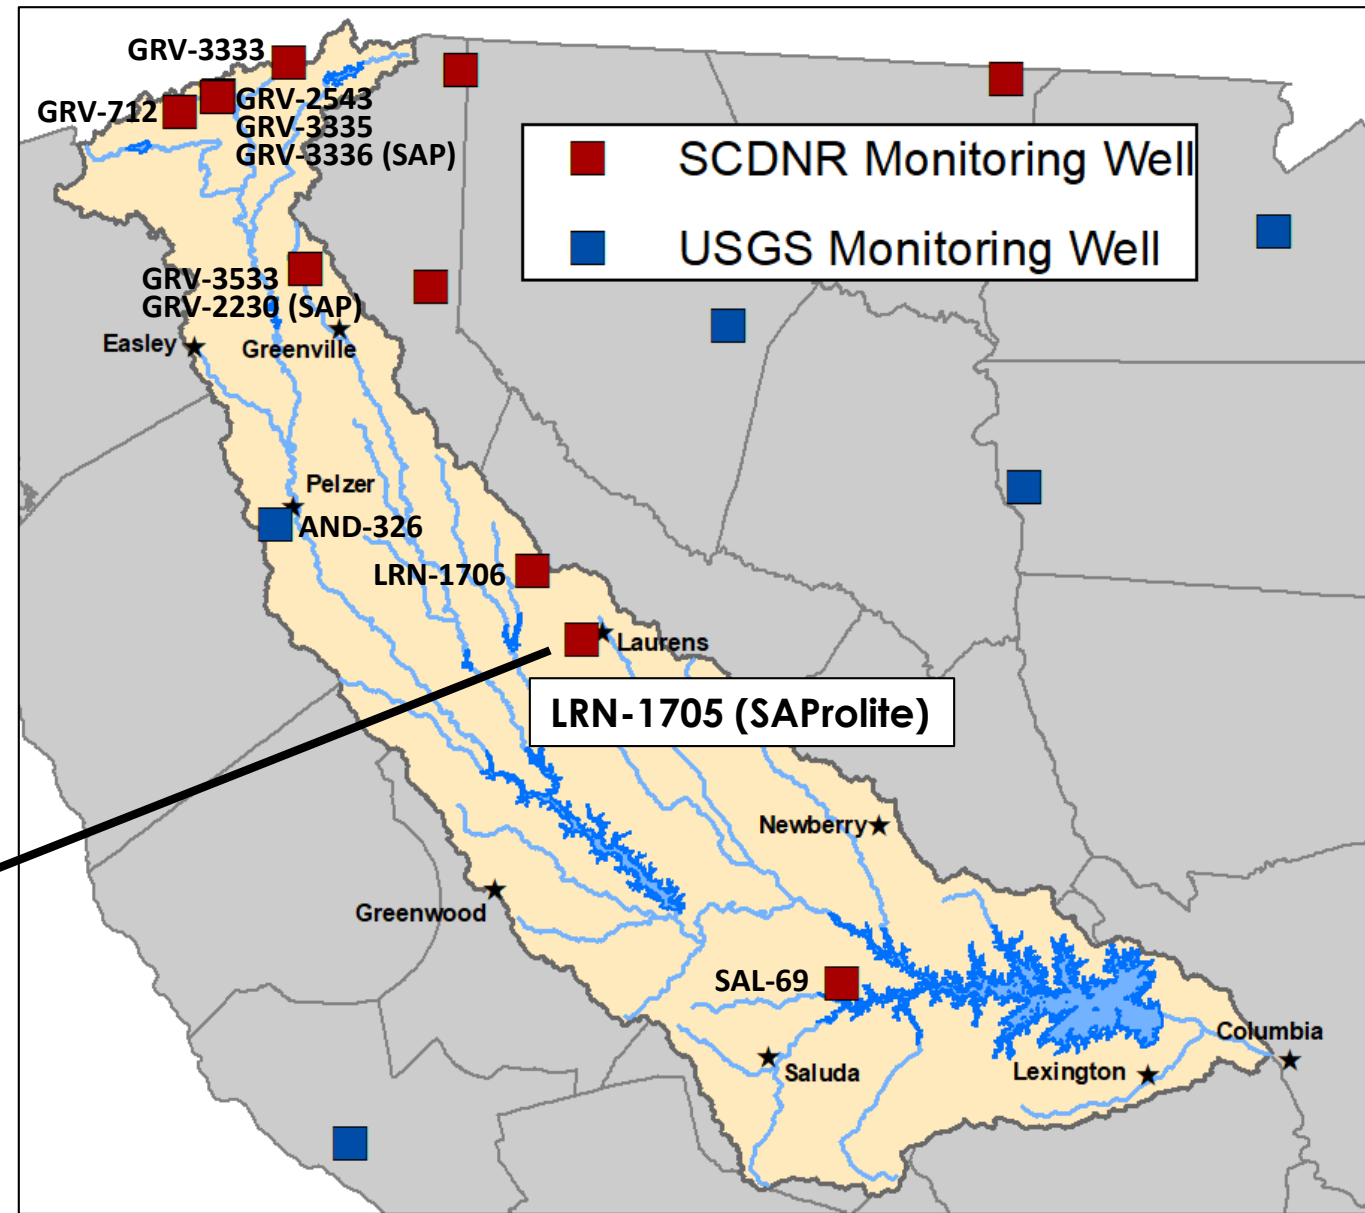 GRV-3333
GRV-712
GRV-2543
GRV-3335
GRV-3336 (SAP)
SCDNR Monitoring Well
USGS Monitoring Well
GRV-3533
GRV-2230 (SAP)
Easley
Greenville
Pelzer
AND-326
LRN-1706
Laurens
LRN-1705 (SAProlite)
Newberry
Greenwood
SAL-69
Columbia
Saluda
Lexington